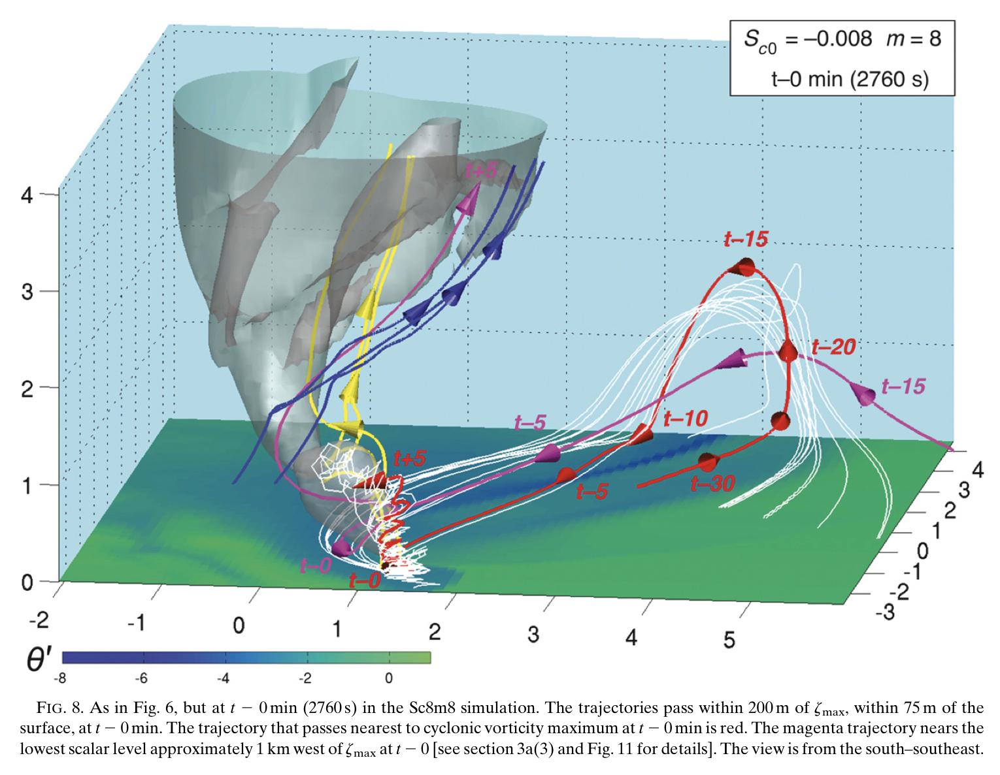 S_c0 = –0.008 m = 8
t–0 min (2760 s)
t+5
t–15
4
3
t–20
t–15
2
t–10
t–5
t+5
1
t–5
t–30
4
3
2
1
0
-1
-2
-3
t–0
t–0
0
-2
-1
0
1
2
3
4
5
θ'
-8
-6
-4
-2
0
FIG. 8. As in Fig. 6, but at t − 0 min (2760 s) in the Sc8m8 simulation. The trajectories pass within 200 m of ζmax, within 75 m of the
surface, at t − 0 min. The trajectory that passes nearest to cyclonic vorticity maximum at t − 0 min is red. The magenta trajectory nears the
lowest scalar level approximately 1 km west of ζmax at t − 0 [see section 3a(3) and Fig. 11 for details]. The view is from the south–southeast.